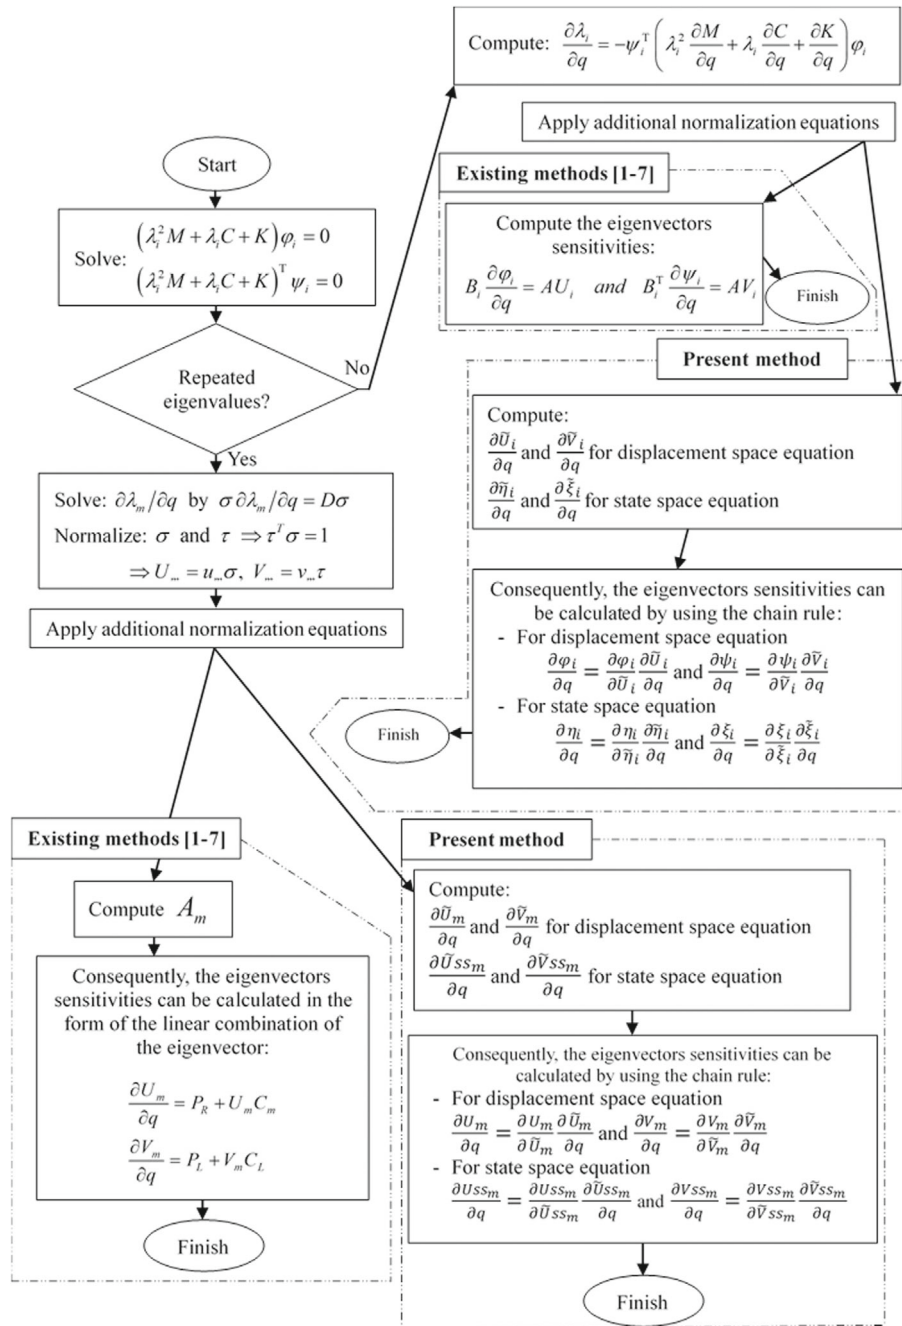 Compute: ∂λ_i/∂q = −ψ_i^T (λ_i^2 ∂M/∂q + λ_i ∂C/∂q + ∂K/∂q) φ_i
Apply additional normalization equations
Start
Existing methods [1-7]
Solve: (λ_i^2 M + λ_i C + K) φ_i = 0
(λ_i^2 M + λ_i C + K)^T ψ_i = 0
Compute the eigenvectors
sensitivities:
B_i ∂φ_i/∂q = AU_i and B_i^T ∂ψ_i/∂q = AV_i
Finish
Repeated
eigenvalues?
No
Yes
Present method
Compute:
∂Ũ_i/∂q and ∂Ṽ_i/∂q for displacement space equation
∂η̃_i/∂q and ∂ξ̃_i/∂q for state space equation
Solve: ∂λ_m/∂q by σ ∂λ_m/∂q = Dσ
Normalize: σ and τ ⇒ τ^T σ = 1
⇒ U_... = u_...σ, V_... = v_...τ
Apply additional normalization equations
Consequently, the eigenvectors sensitivities can
be calculated by using the chain rule:
- For displacement space equation
∂φ_i/∂q = ∂φ_i/∂Ũ_i ∂Ũ_i/∂q and ∂ψ_i/∂q = ∂ψ_i/∂Ṽ_i ∂Ṽ_i/∂q
- For state space equation
∂η_i/∂q = ∂η_i/∂η̃_i ∂η̃_i/∂q and ∂ξ_i/∂q = ∂ξ_i/∂ξ̃_i ∂ξ̃_i/∂q
Finish
Existing methods [1-7]
Compute A_m
Consequently, the eigenvectors
sensitivities can be calculated in the
form of the linear combination of
the eigenvector:
∂U_m/∂q = P_R + U_m C_m
∂V_m/∂q = P_L + V_m C_L
Finish
Present method
Compute:
∂Ũ_m/∂q and ∂Ṽ_m/∂q for displacement space equation
∂Ũss_m/∂q and ∂Ṽss_m/∂q for state space equation
Consequently, the eigenvectors sensitivities can be
calculated by using the chain rule:
- For displacement space equation
∂U_m/∂q = ∂U_m/∂Ũ_m ∂Ũ_m/∂q and ∂V_m/∂q = ∂V_m/∂Ṽ_m ∂Ṽ_m/∂q
- For state space equation
∂Uss_m/∂q = ∂Uss_m/∂Ũss_m ∂Ũss_m/∂q and ∂Vss_m/∂q = ∂Vss_m/∂Ṽss_m ∂Ṽss_m/∂q
Finish